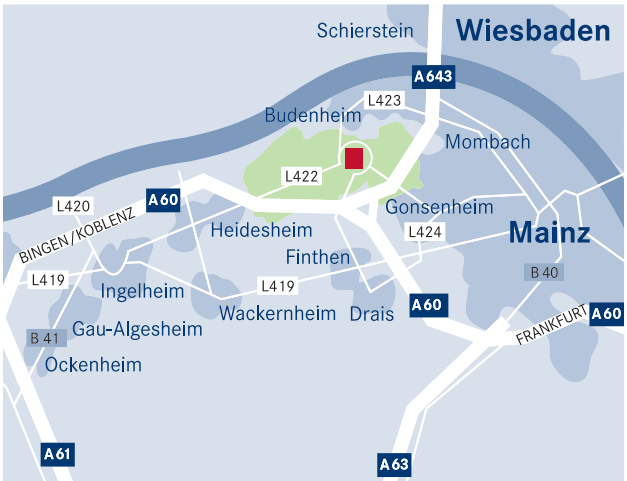 Schierstein
Wiesbaden
A643
L423
Budenheim
Mombach
L422
A60
L420
Gonsenheim
BINGEN/KOBLENZ
Heidesheim
L424
Mainz
Finthen
L419
B 40
Ingelheim
L419
Wackernheim
Drais
A60
FRANKFURT
A60
Gau-Algesheim
B 41
Ockenheim
A61
A63